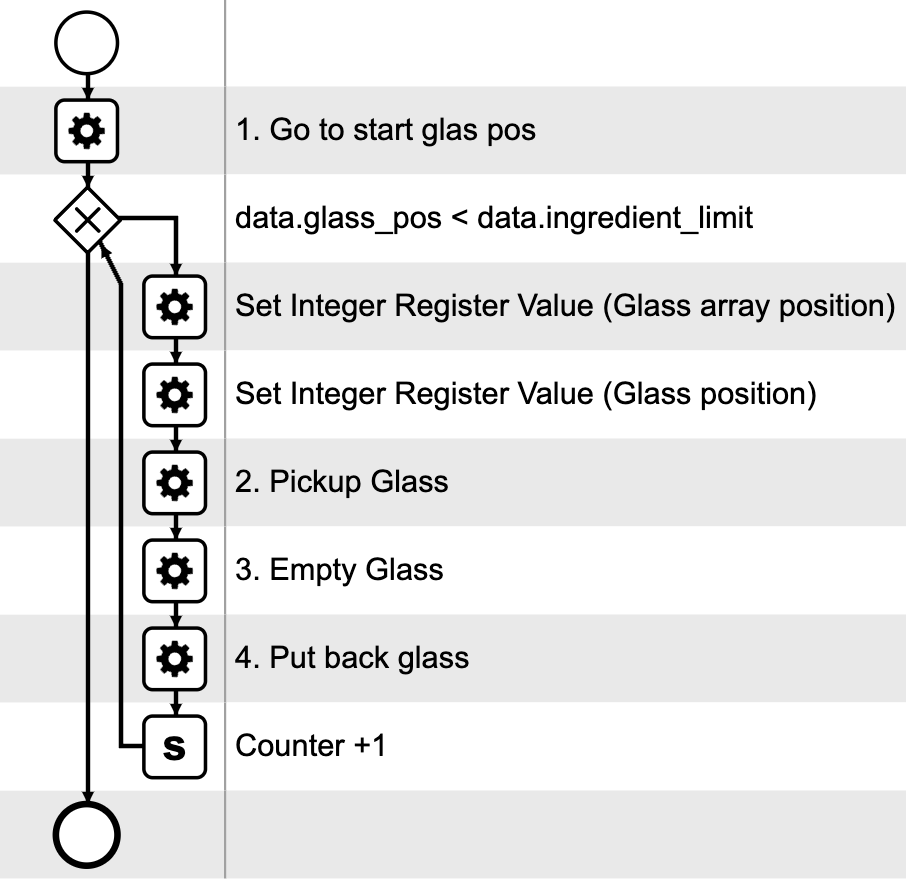 1. Go to start glas pos
data.glass_pos < data.ingredient_limit
Set Integer Register Value (Glass array position)
Set Integer Register Value (Glass position)
2. Pickup Glass
3. Empty Glass
4. Put back glass
s Counter +1